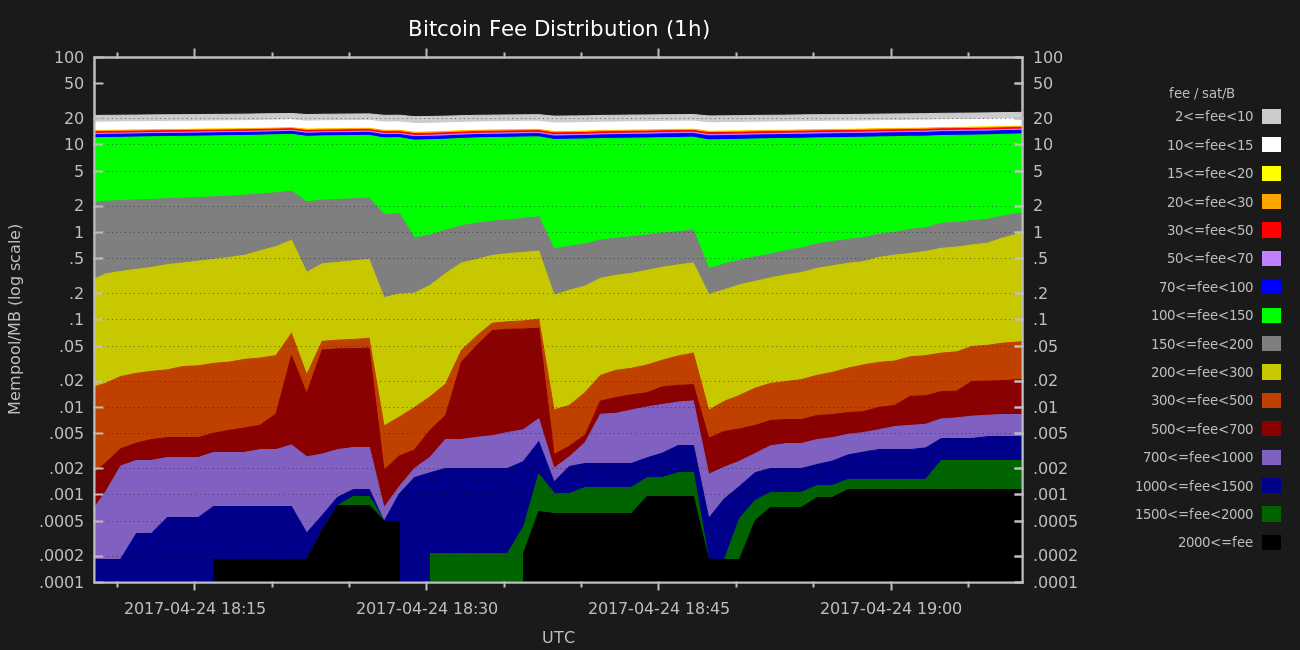 Bitcoin Fee Distribution (1h)
100
50
20
10
5
2
1
.5
.2
.1
.05
.02
.01
.005
.002
.001
.0005
.0002
.0001
Mempool/MB (log scale)
100
50
20
10
5
2
1
.5
.2
.1
.05
.02
.01
.005
.002
.001
.0005
.0002
.0001
2017-04-24 18:15
2017-04-24 18:30
2017-04-24 18:45
2017-04-24 19:00
UTC
fee / sat/B
2<=fee<10
10<=fee<15
15<=fee<20
20<=fee<30
30<=fee<50
50<=fee<70
70<=fee<100
100<=fee<150
150<=fee<200
200<=fee<300
300<=fee<500
500<=fee<700
700<=fee<1000
1000<=fee<1500
1500<=fee<2000
2000<=fee